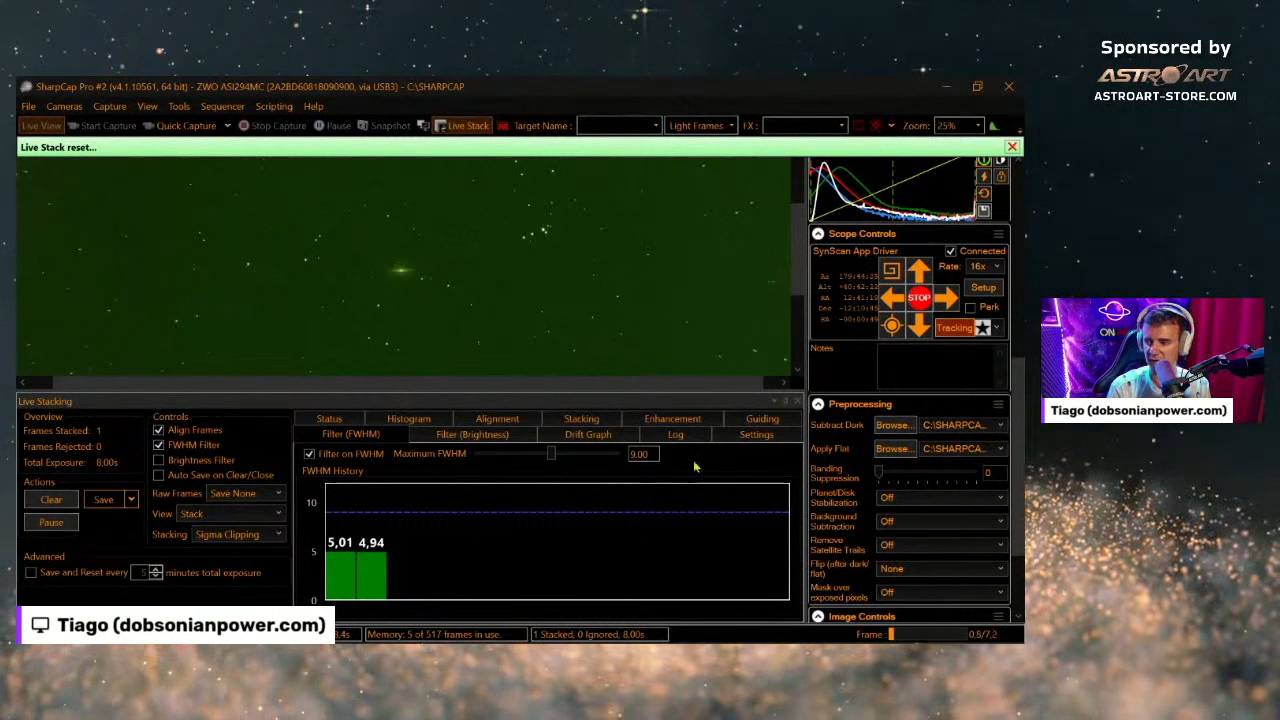 Sponsored by
ASTROART
ASTROART-STORE.COM
SharpCap Pro #2 (v4.1.10561, 64 bit) - ZWO ASI294MC (2A2BD6081B090900, via USB3) - C:\SHARPCAP
File Cameras Capture View Tools Sequencer Scripting Help
Live View Start Capture Quick Capture Stop Capture Pause Snapshot Live Stack Target Name : Light Frames FX : Zoom: 25%
Live Stack reset...
Scope Controls
SynScan App Driver Connected
Rate: 16x
STOP
Setup
Park
Tracking
Notes
Preprocessing
Subtract Dark Browse... C:\SHARPCA...
Apply Flat Browse... C:\SHARPCA...
Banding Suppression 0
Planet/Disk Stabilization Off
Background Subtraction Off
Remove Satellite Trails Off
Flip (after dark/flat) None
Mask over exposed pixels Off
Image Controls
Live Stacking
Overview
Frames Stacked: 1
Frames Rejected: 0
Total Exposure: 8,00s
Actions
Clear Save
Pause
Advanced
Save and Reset every 5 minutes total exposure
Controls
Align Frames
FWHM Filter
Brightness Filter
Auto Save on Clear/Close
Raw Frames Save None
View Stack
Stacking Sigma Clipping
Status Histogram Alignment Stacking Enhancement Guiding
Filter (FWHM) Filter (Brightness) Drift Graph Log Settings
Filter on FWHM Maximum FWHM 9.00
FWHM History
10
5,01 4,94
5
0
Memory: 5 of 517 frames in use. 1 Stacked, 0 Ignored, 8,00s Frame: 0,8/7,2
Tiago (dobsonianpower.com)
ON
Tiago (dobsonianpower.com)